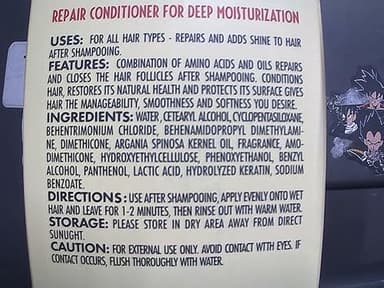 REPAIR CONDITIONER FOR DEEP MOISTURIZATION
USES: FOR ALL HAIR TYPES - REPAIRS AND ADDS SHINE TO HAIR
AFTER SHAMPOOING.
FEATURES: COMBINATION OF AMINO ACIDS AND OILS REPAIRS
AND CLOSES THE HAIR FOLLICLES AFTER SHAMPOOING. CONDITIONS
HAIR, RESTORES ITS NATURAL HEALTH AND PROTECTS ITS SURFACE GIVES
HAIR THE MANAGEABILITY, SMOOTHNESS AND SOFTNESS YOU DESIRE.
INGREDIENTS: WATER, CETEARYL ALCOHOL, CYCLOPENTASILOXANE,
BEHENTRIMONIUM CHLORIDE, BEHENAMIDOPROPYL DIMETHYLAMI-
NE, DIMETHICONE, ARGANIA SPINOSA KERNEL OIL, FRAGRANCE, AMO-
DIMETHICONE, HYDROXYETHYLCELLULOSE, PHENOXYETHANOL, BENZYL
ALCOHOL, PANTHENOL, LACTIC ACID, HYDROLYZED KERATIN, SODIUM
BENZOATE.
DIRECTIONS: USE AFTER SHAMPOOING, APPLY EVENLY ONTO WET
HAIR AND LEAVE FOR 1-2 MINUTES, THEN RINSE OUT WITH WARM WATER.
STORAGE: PLEASE STORE IN DRY AREA AWAY FROM DIRECT
SUNUGHT.
CAUTION: FOR EXTERNAL USE ONLY. AVOID CONTACT WTFH EYES. IF
CONTACT OCCURS, FLUSH THOROUGHLY WITH WATER.